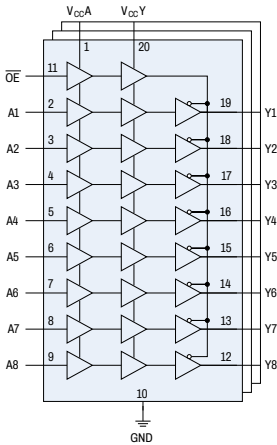 VCCA VCCY
1 20
OE 11
A1 2 19 Y1
A2 3 18 Y2
A3 4 17 Y3
A4 5 16 Y4
A5 6 15 Y5
A6 7 14 Y6
A7 8 13 Y7
A8 9 12 Y8
10
GND